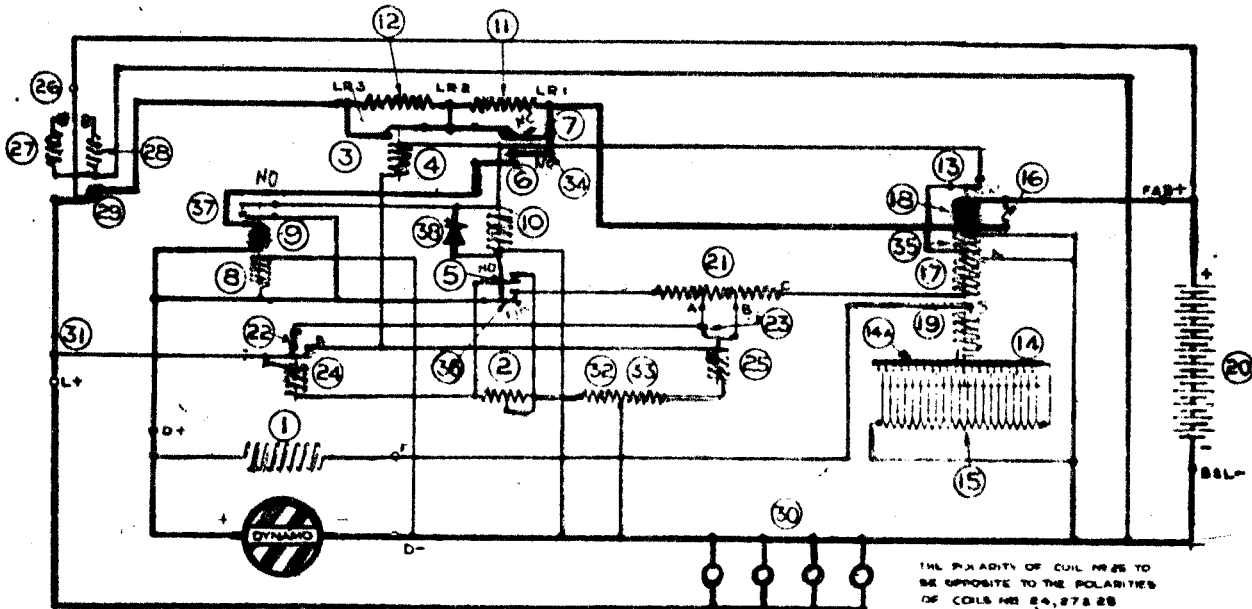 12
11
26
LR3
LR2
LR1
7
27
28
3
4
6
34
13
16
FAB+
29
NO
18
37
9
38
10
35
5
NO
17
8
21
C
A
B
23
19
31
22
A
B
14A
14
24
36
2
32
33
25
20
L+
D+
1
F
+
-
15
B&L-
+
DYNAMO
-
D-
30
THE POLARITY OF COIL NO 25 TO
BE OPPOSITE TO THE POLARITIES
OF COILS NO 24, 27 & 28